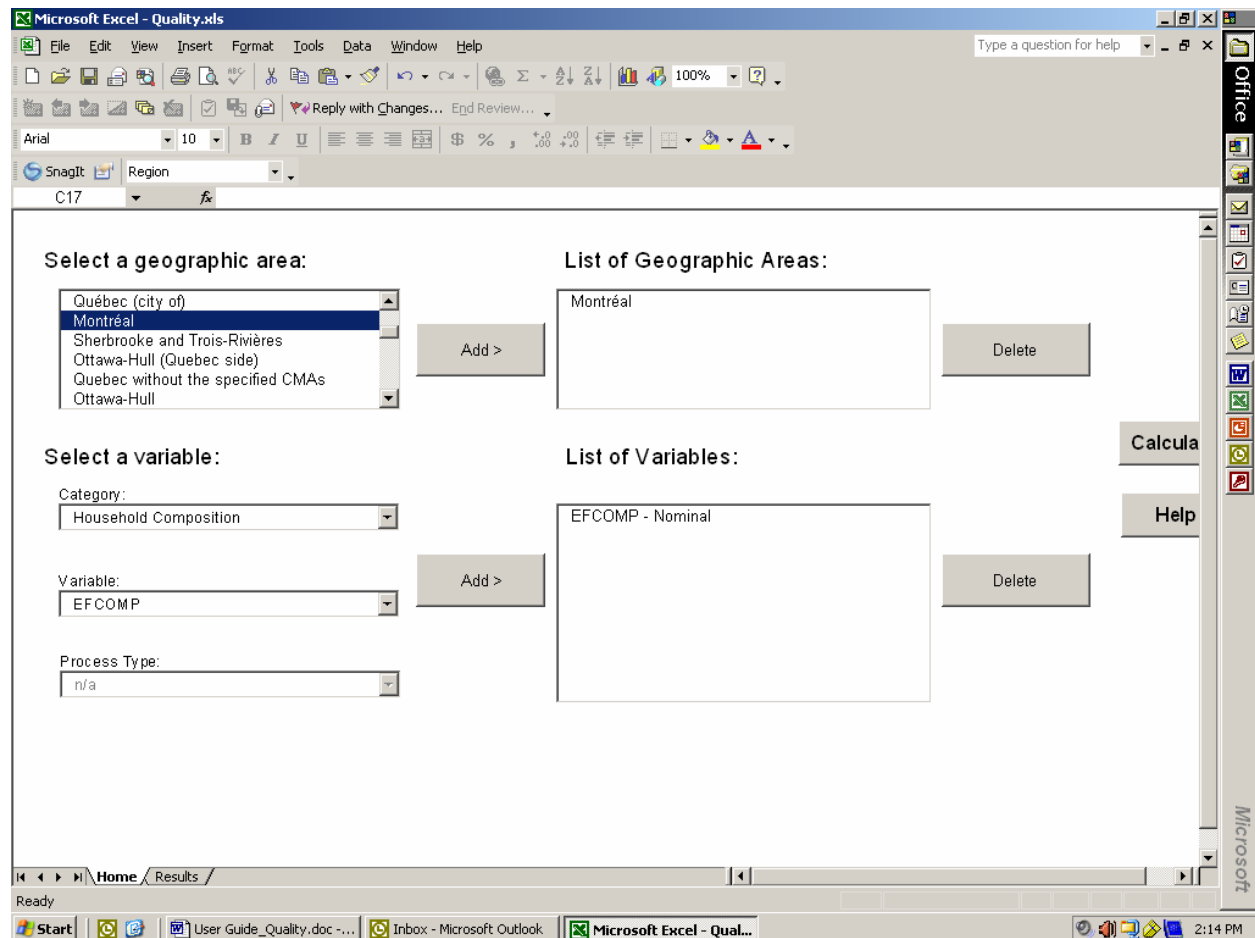 Microsoft Excel - Quality.xls
File Edit View Insert Format Tools Data Window Help
Type a question for help
100%
Reply with Changes... End Review...
Arial 10 B I U $ % ,
SnagIt Region
C17 fx
Office
Select a geographic area:
List of Geographic Areas:
Québec (city of)
Montréal
Sherbrooke and Trois-Rivières
Ottawa-Hull (Quebec side)
Quebec without the specified CMAs
Ottawa-Hull
Add >
Montréal
Delete
Calcula
Help
Select a variable:
List of Variables:
Category:
Household Composition
Variable:
EFCOMP
Process Type:
n/a
Add >
EFCOMP - Nominal
Delete
Microsoft
Home Results
Ready
Start User Guide_Quality.doc -... Inbox - Microsoft Outlook Microsoft Excel - Qual... 2:14 PM